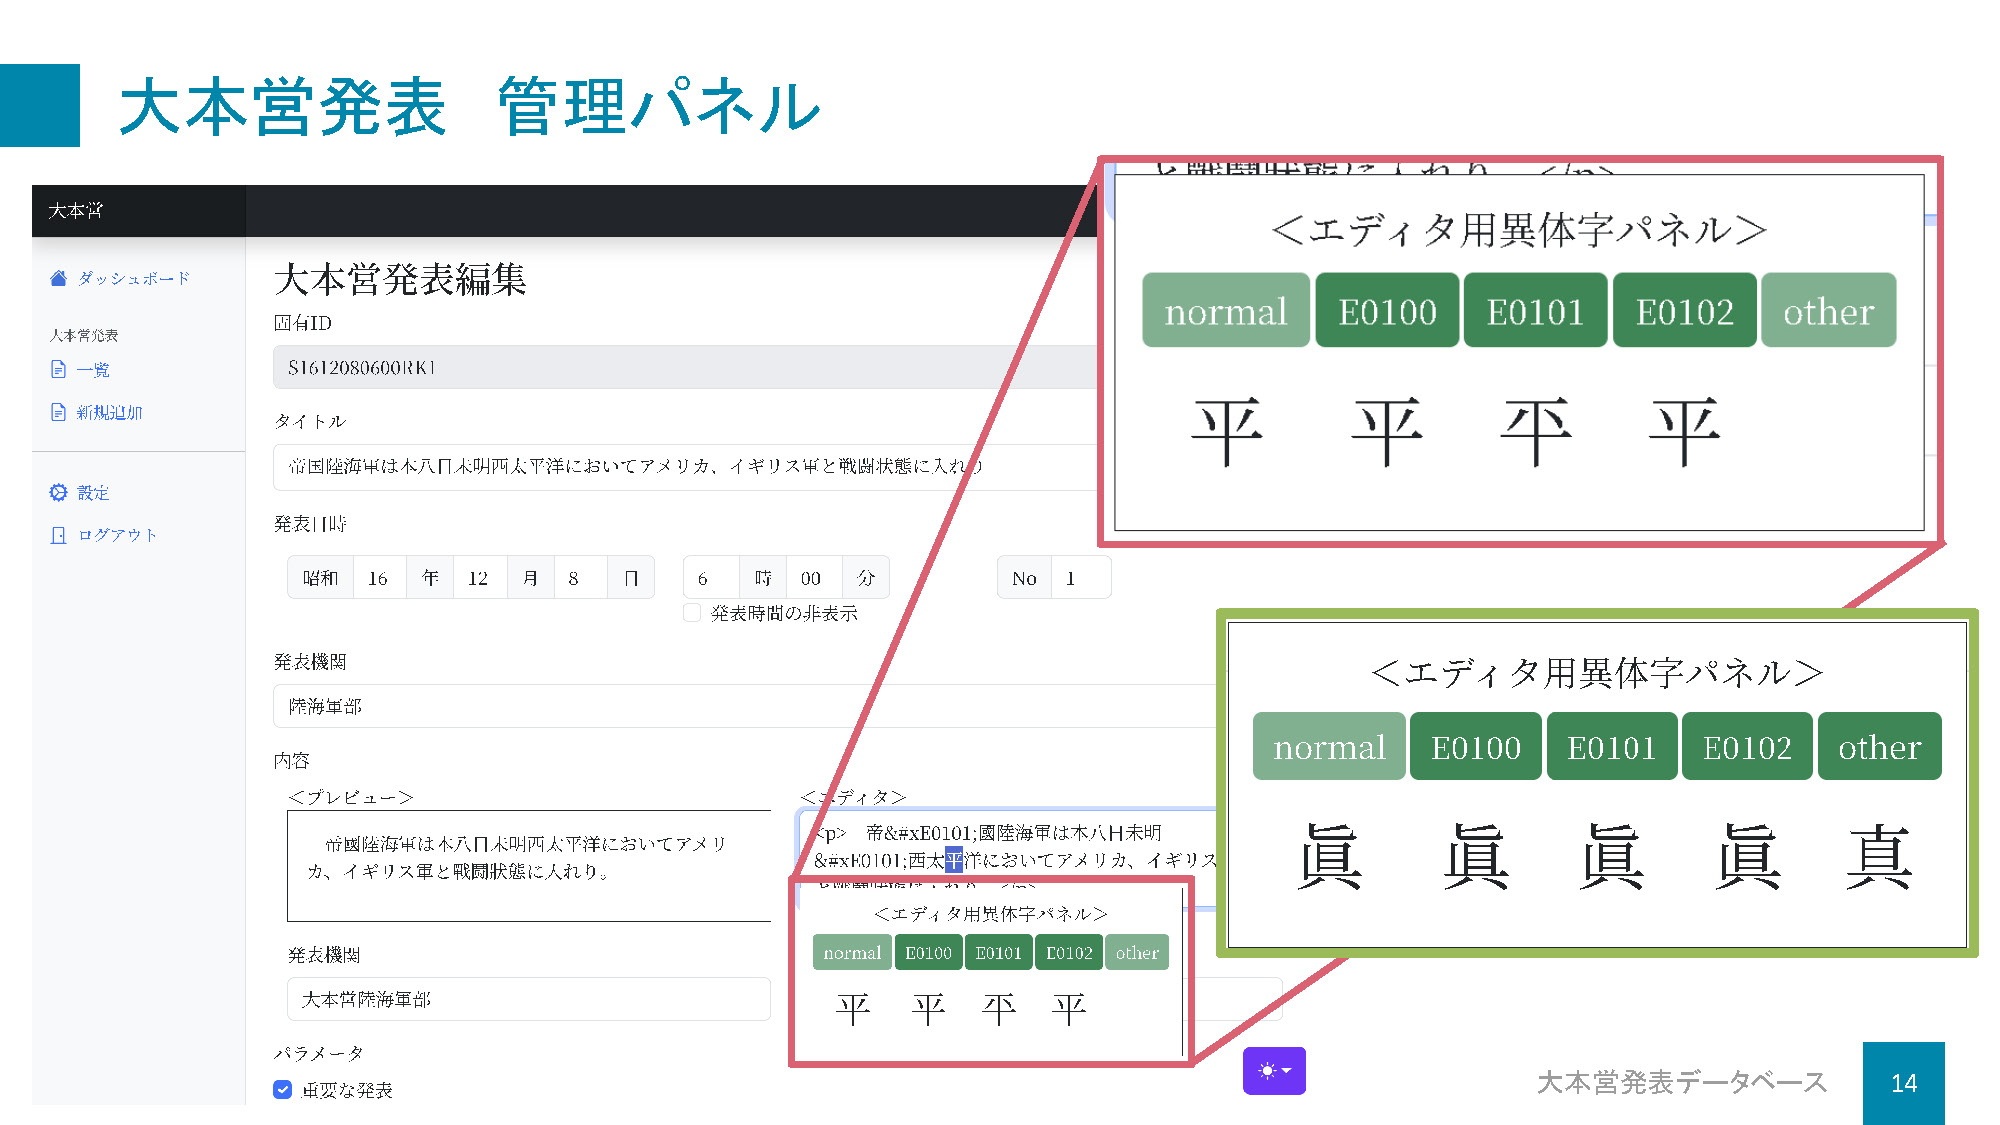 大本営発表　管理パネル
大本営
ダッシュボード
大本営発表
一覧
新規追加
設定
ログアウト
大本営発表編集
固有ID
S1612080600RK1
タイトル
帝国陸海軍は本八日未明西太平洋においてアメリカ、イギリス軍と戦闘状態に入れり
発表日時
昭和 16 年 12 月 8 日 6 時 00 分 No 1
発表時間の非表示
発表機関
陸海軍部
内容
＜プレビュー＞
帝國陸海軍は本八日未明西太平洋においてアメリ
カ、イギリス軍と戰鬪狀態に入れり。
＜エディタ＞
<p>　帝&#xE0101;國陸海軍は本八日未明
&#xE0101;西太平洋においてアメリカ、イギリス
＜エディタ用異体字パネル＞
normal E0100 E0101 E0102 other
平 平 平 平
発表機関
大本営陸海軍部
パラメータ
重要な発表
と戰鬪狀態に入れり。</p>
＜エディタ用異体字パネル＞
normal E0100 E0101 E0102 other
平 平 平 平
＜エディタ用異体字パネル＞
normal E0100 E0101 E0102 other
眞 眞 眞 眞 真
大本営発表データベース
14